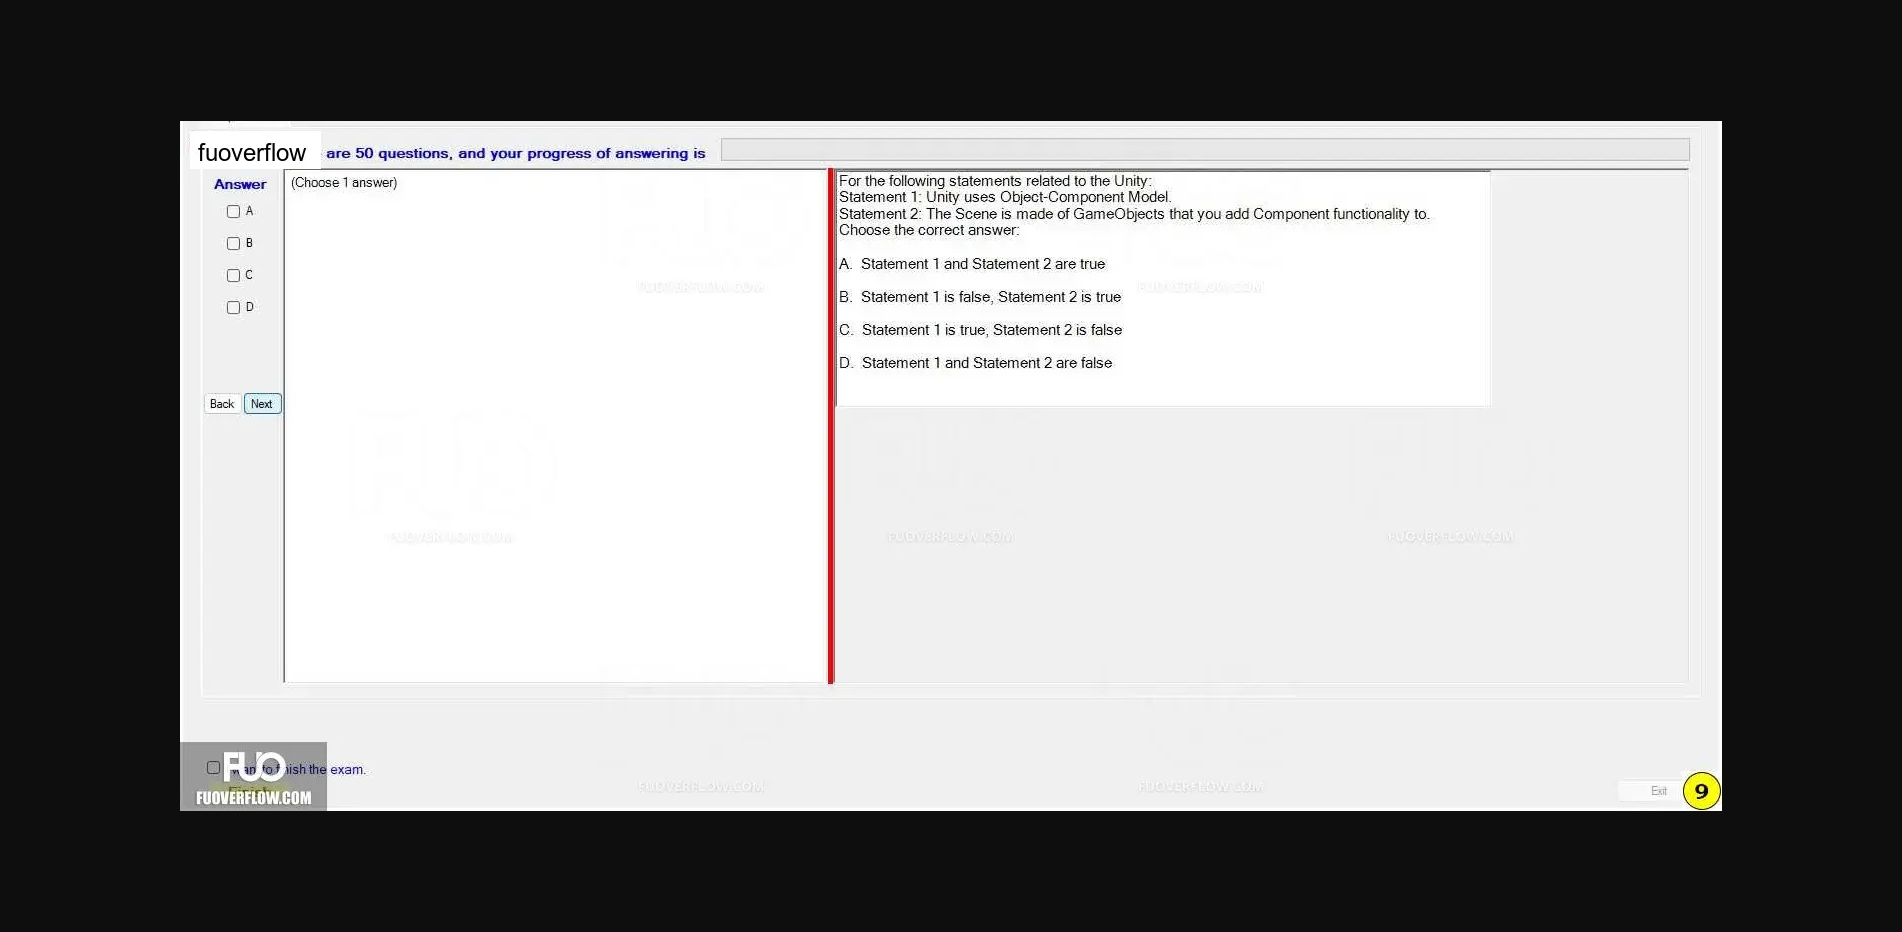 fuoverflow are 50 questions, and your progress of answering is
Answer
A
B
C
D
Back Next
(Choose 1 answer)
For the following statements related to the Unity:
Statement 1: Unity uses Object-Component Model.
Statement 2: The Scene is made of GameObjects that you add Component functionality to.
Choose the correct answer:
A. Statement 1 and Statement 2 are true
B. Statement 1 is false, Statement 2 is true
C. Statement 1 is true, Statement 2 is false
D. Statement 1 and Statement 2 are false
FUOVERFLOW.COM
FUOVERFLOW.COM
FUOVERFLOW.COM
FUOVERFLOW.COM
FUOVERFLOW.COM
want to finish the exam.
Finish
FUO
FUOVERFLOW.COM
FUOVERFLOW.COM
FUOVERFLOW.COM
Exit
9